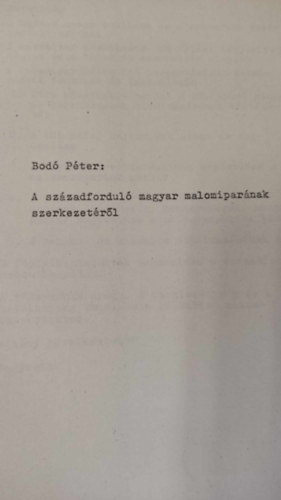 Bodó Péter:
A századforduló magyar malomiparának
szerkezetéről